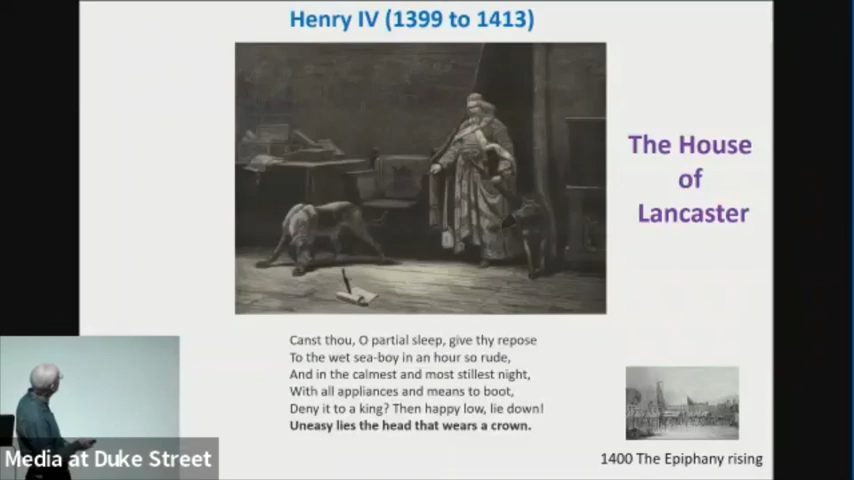 Henry IV (1399 to 1413)
The House
of
Lancaster
Canst thou, O partial sleep, give thy repose
To the wet sea-boy in an hour so rude,
And in the calmest and most stillest night,
With all appliances and means to boot,
Deny it to a king? Then happy low, lie down!
Uneasy lies the head that wears a crown.
1400 The Epiphany rising
Media at Duke Street